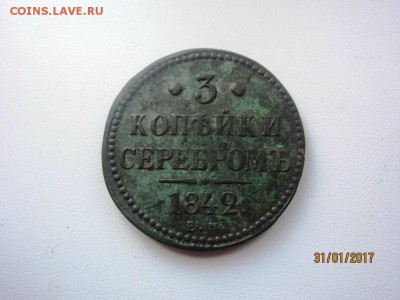 COINS.LAVE.RU
• 3 •
КОПѢЙКИ
СЕРЕБРОМЪ
1842
31/01/2017